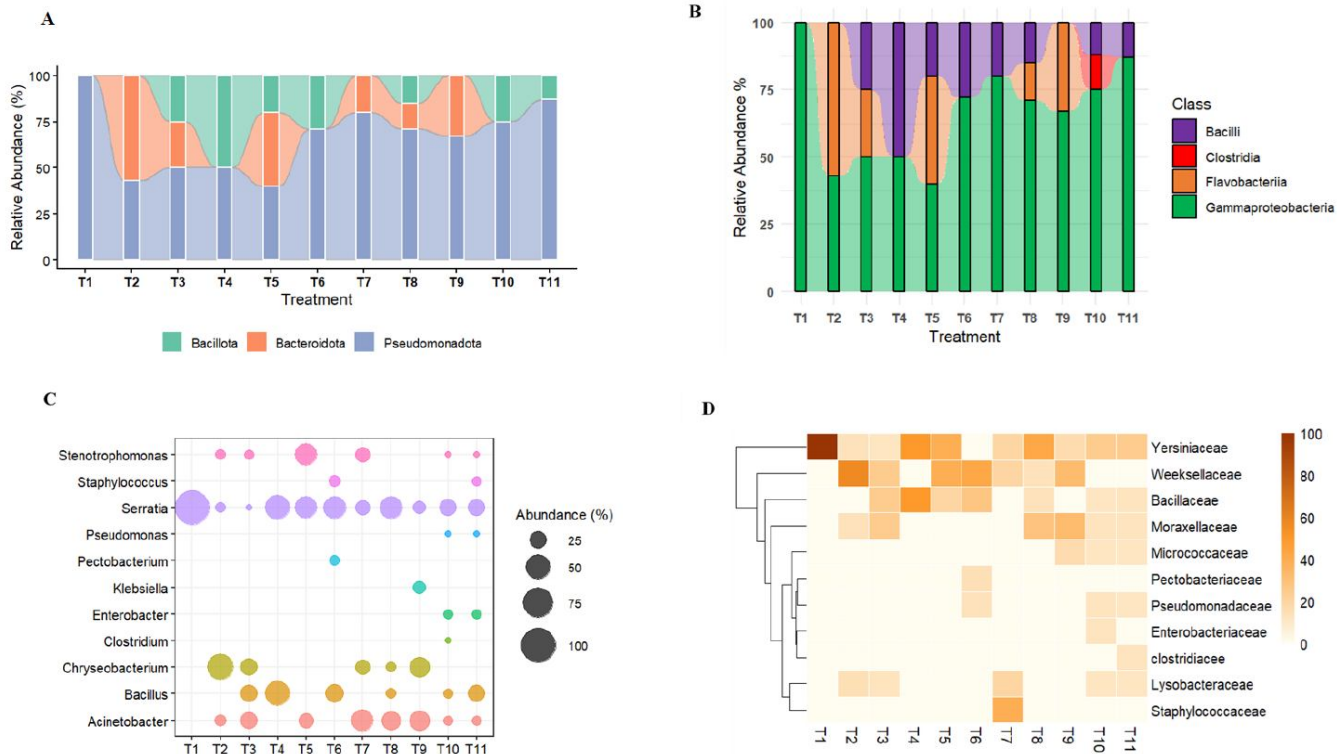 A
Relative Abundance (%)
100
75
50
25
0
T1 T2 T3 T4 T5 T6 T7 T8 T9 T10 T11
Treatment
Bacillota Bacteroidota Pseudomonadota
B
Relative Abundance %
100
75
50
25
0
T1 T2 T3 T4 T5 T6 T7 T8 T9 T10 T11
Treatment
Class
Bacilli
Clostridia
Flavobacteriia
Gammaproteobacteria
C
Stenotrophomonas
Staphylococcus
Serratia
Pseudomonas
Pectobacterium
Klebsiella
Enterobacter
Clostridium
Chryseobacterium
Bacillus
Acinetobacter
T1 T2 T3 T4 T5 T6 T7 T8 T9 T10 T11
Abundance (%)
25
50
75
100
D
Yersiniaceae
Weeksellaceae
Bacillaceae
Moraxellaceae
Micrococcaceae
Pectobacteriaceae
Pseudomonadaceae
Enterobacteriaceae
clostridiacee
Lysobacteraceae
Staphylococcaceae
T1 T2 T3 T4 T5 T6 T7 T8 T9 T10 T11
100
80
60
40
20
0